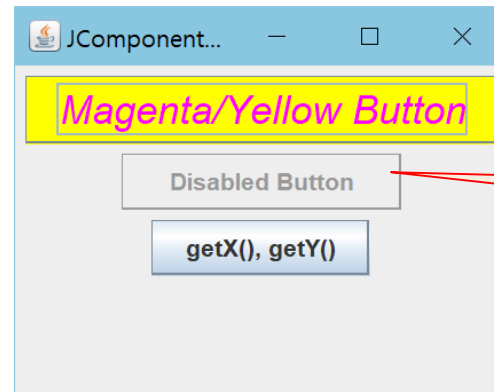 JComponent...
Magenta/Yellow Button
Disabled Button
getX(), getY()